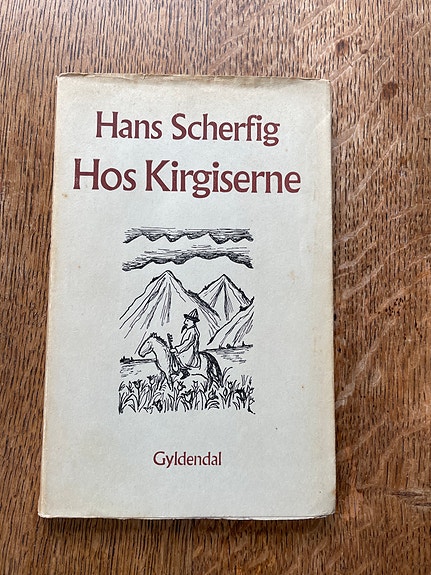 Hans Scherfig
Hos Kirgiserne
Gyldendal